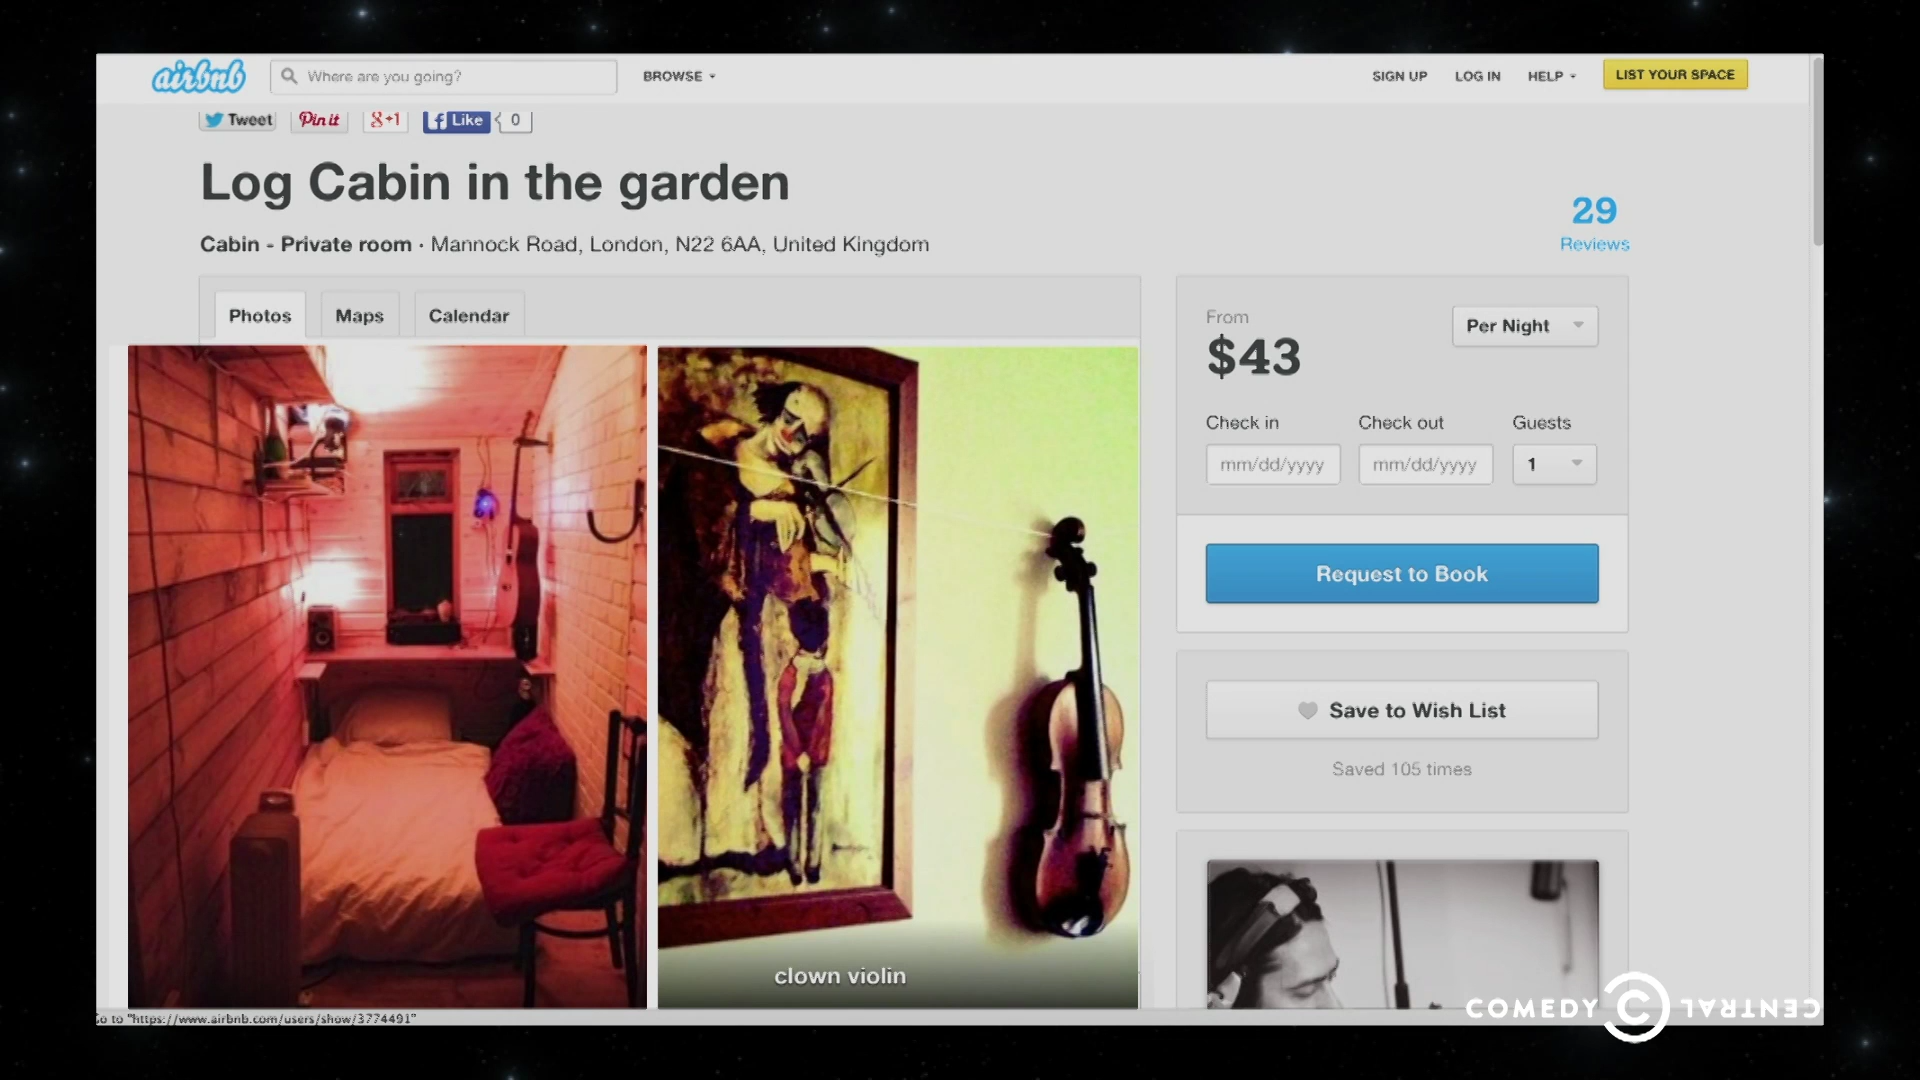 airbnb
Where are you going?
BROWSE
SIGN UP
LOG IN
HELP
LIST YOUR SPACE
Tweet
Pin it
g+1
Like
0
Log Cabin in the garden
Cabin - Private room · Mannock Road, London, N22 6AA, United Kingdom
29
Reviews
Photos
Maps
Calendar
From
$43
Per Night
Check in
Check out
Guests
mm/dd/yyyy
mm/dd/yyyy
1
Request to Book
Save to Wish List
Saved 105 times
clown violin
COMEDY CENTRAL
Go to "https://www.airbnb.com/users/show/3774491"